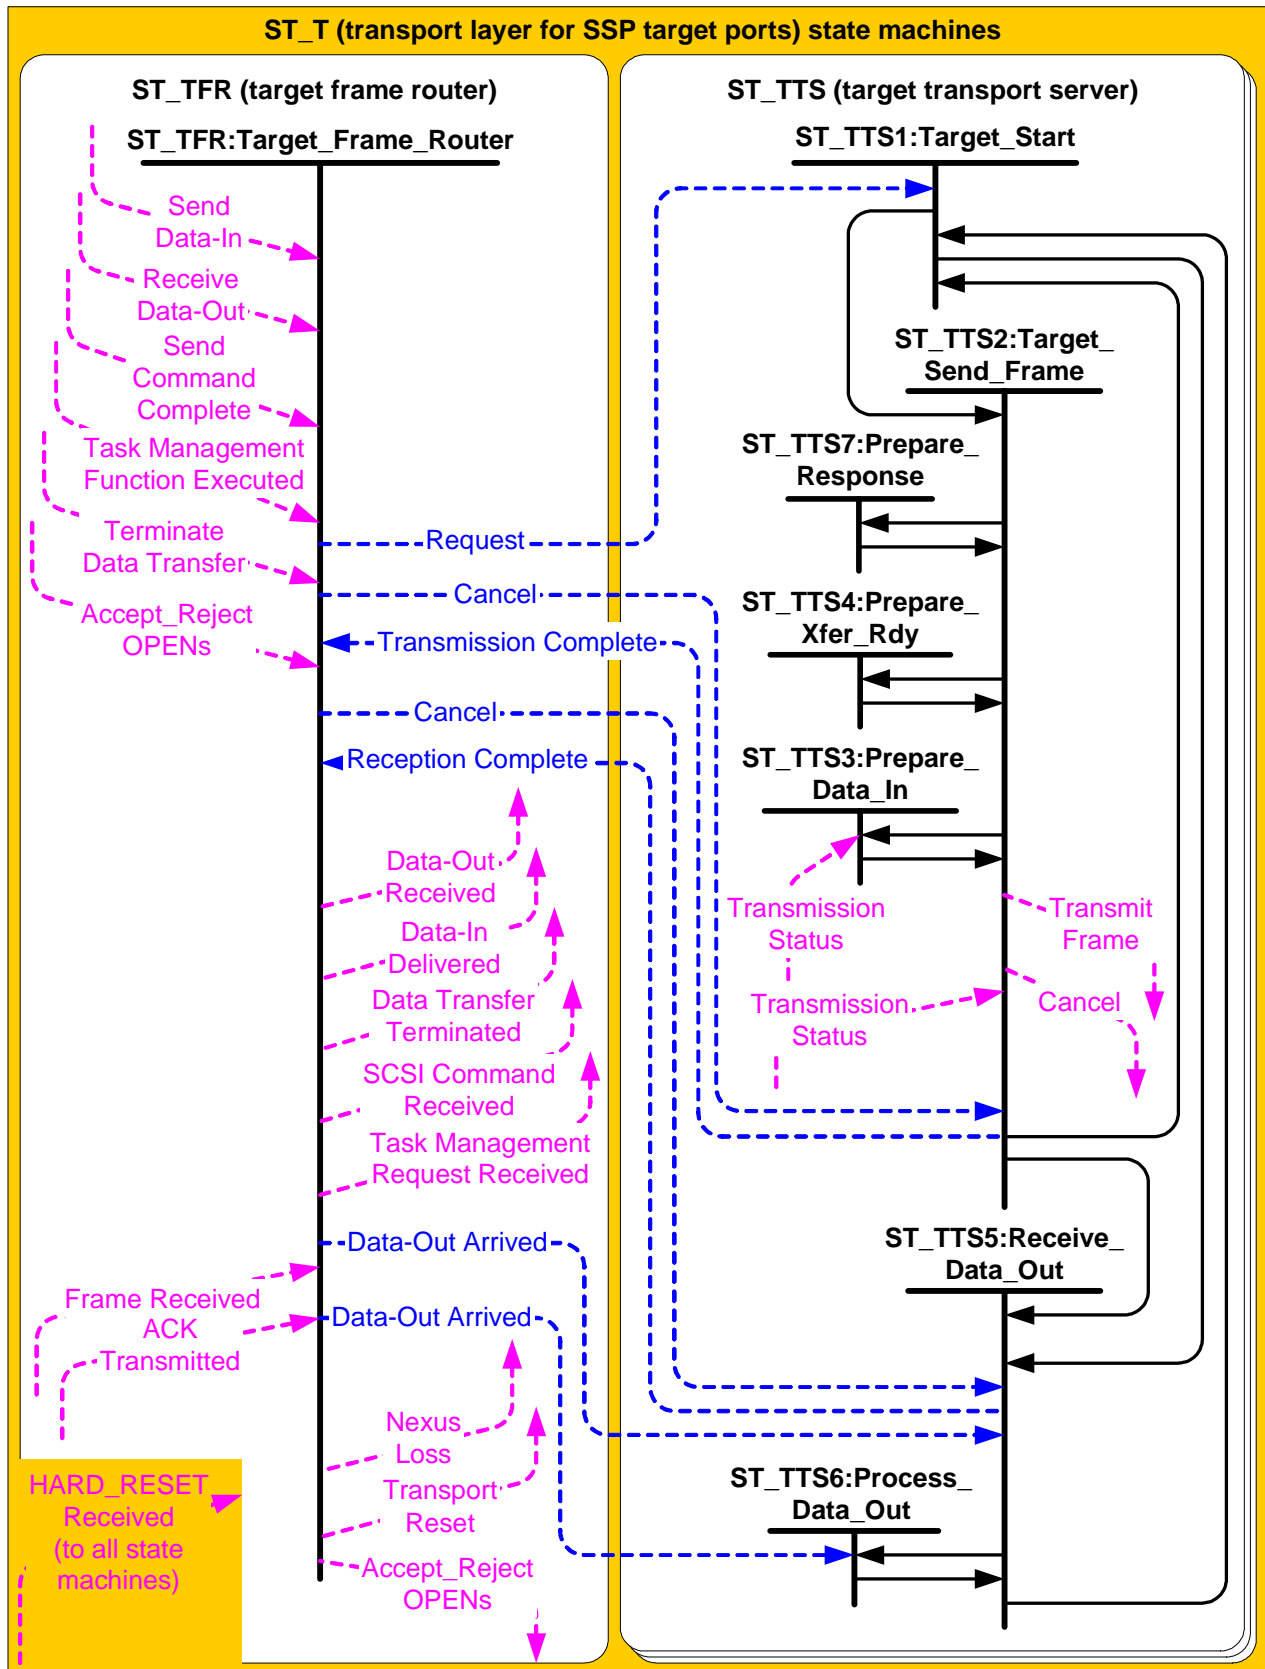 ST_T (transport layer for SSP target ports) state machines
ST_TFR (target frame router)
ST_TFR:Target_Frame_Router
Send
Data-In
Receive
Data-Out
Send
Command
Complete
Task Management
Function Executed
Terminate
Data Transfer
Accept_Reject
OPENs
Request
Cancel
Transmission Complete
Cancel
Reception Complete
Data-Out
Received
Data-In
Delivered
Data Transfer
Terminated
SCSI Command
Received
Task Management
Request Received
Data-Out Arrived
Frame Received
ACK
Transmitted
Data-Out Arrived
Nexus
Loss
Transport
Reset
Accept_Reject
OPENs
HARD_RESET
Received
(to all state
machines)
ST_TTS (target transport server)
ST_TTS1:Target_Start
ST_TTS2:Target_
Send_Frame
ST_TTS7:Prepare_
Response
ST_TTS4:Prepare_
Xfer_Rdy
ST_TTS3:Prepare_
Data_In
Transmission
Status
Transmit
Frame
Transmission
Status
Cancel
ST_TTS5:Receive_
Data_Out
ST_TTS6:Process_
Data_Out